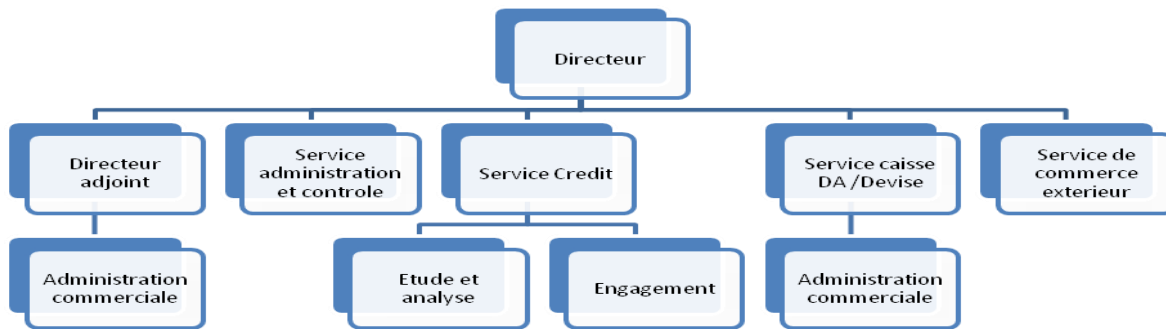 Directeur
Directeur
adjoint
Service
administration
et controle
Service Credit
Service caisse
DA /Devise
Service de
commerce
exterieur
Administration
commerciale
Etude et
analyse
Engagement
Administration
commerciale